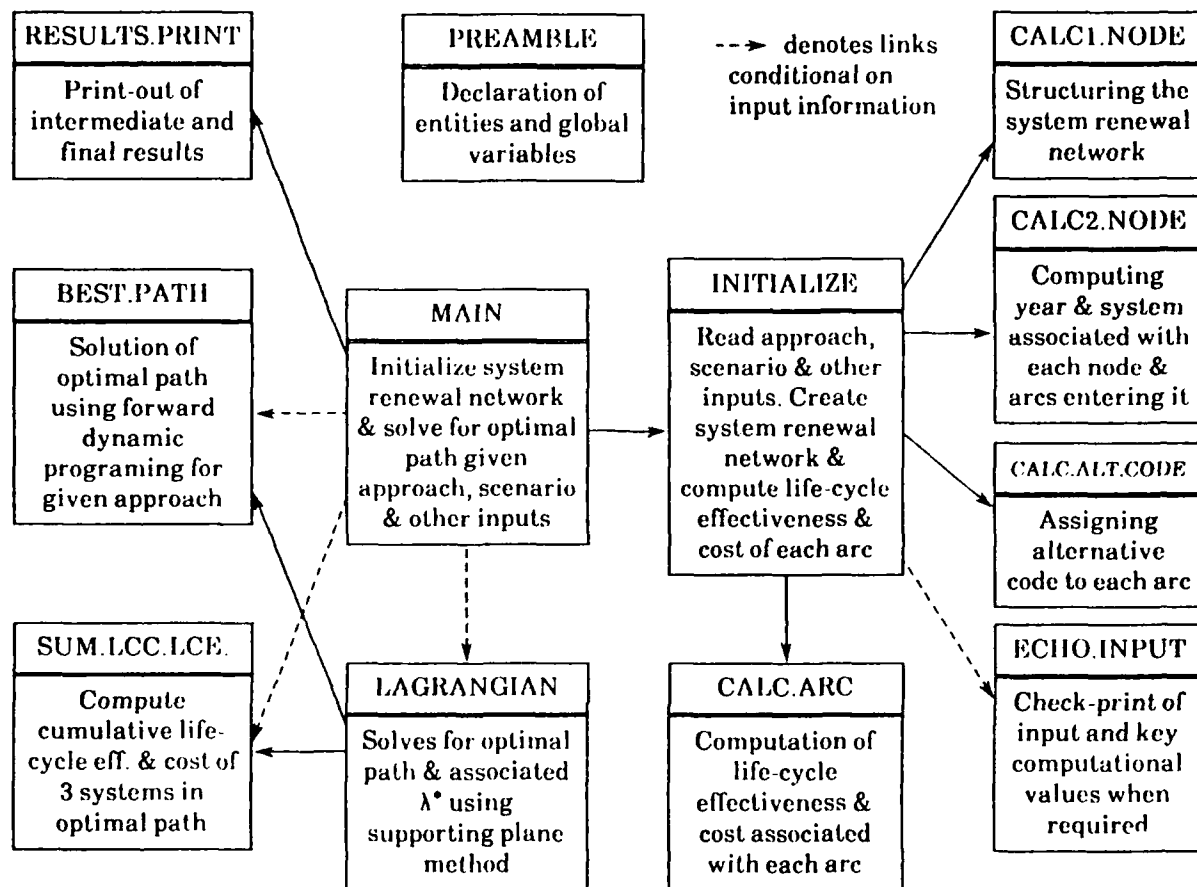 RESULTS.PRINT
Print-out of
intermediate and
final results
PREAMBLE
Declaration of
entities and global
variables
denotes links
conditional on
input information
CALC1.NODE
Structuring the
system renewal
network
CALC2.NODE
Computing
year & system
associated with
each node &
arcs entering it
BEST.PATH
Solution of
optimal path
using forward
dynamic
programing for
given approach
MAIN
Initialize system
renewal network
& solve for optimal
path given
approach, scenario
& other inputs
INITIALIZE
Read approach,
scenario & other
inputs. Create
system renewal
network &
compute life-cycle
effectiveness &
cost of each arc
CALC.ALT.CODE
Assigning
alternative
code to each arc
SUM.LCC.LCE.
Compute
cumulative life-
cycle eff. & cost of
3 systems in
optimal path
LAGRANGIAN
Solves for optimal
path & associated
λ* using
supporting plane
method
CALC.ARC
Computation of
life-cycle
effectiveness &
cost associated
with each arc
ECHO.INPUT
Check-print of
input and key
computational
values when
required